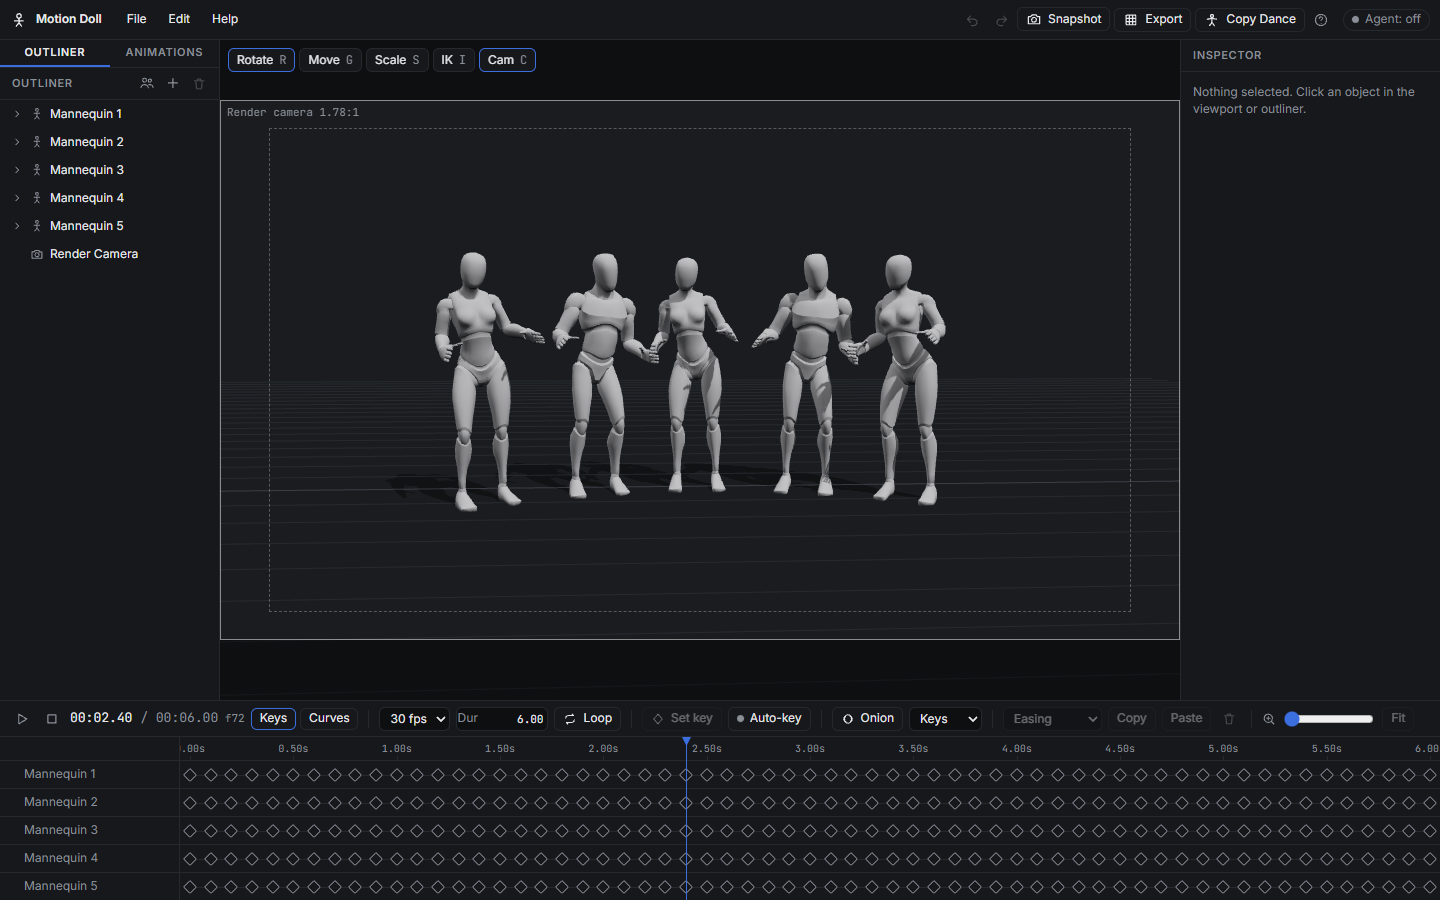 Motion Doll File Edit Help Snapshot Export Copy Dance Agent: off
OUTLINER ANIMATIONS
OUTLINER
Mannequin 1
Mannequin 2
Mannequin 3
Mannequin 4
Mannequin 5
Render Camera
Rotate R Move G Scale S IK I Cam C
Render camera 1.78:1
INSPECTOR
Nothing selected. Click an object in the
viewport or outliner.
00:02.40 / 00:06.00 f72 Keys Curves 30 fps Dur 6.00 Loop Set key Auto-key Onion Keys Easing Copy Paste Fit
.00s 0.50s 1.00s 1.50s 2.00s 2.50s 3.00s 3.50s 4.00s 4.50s 5.00s 5.50s 6.00
Mannequin 1
Mannequin 2
Mannequin 3
Mannequin 4
Mannequin 5